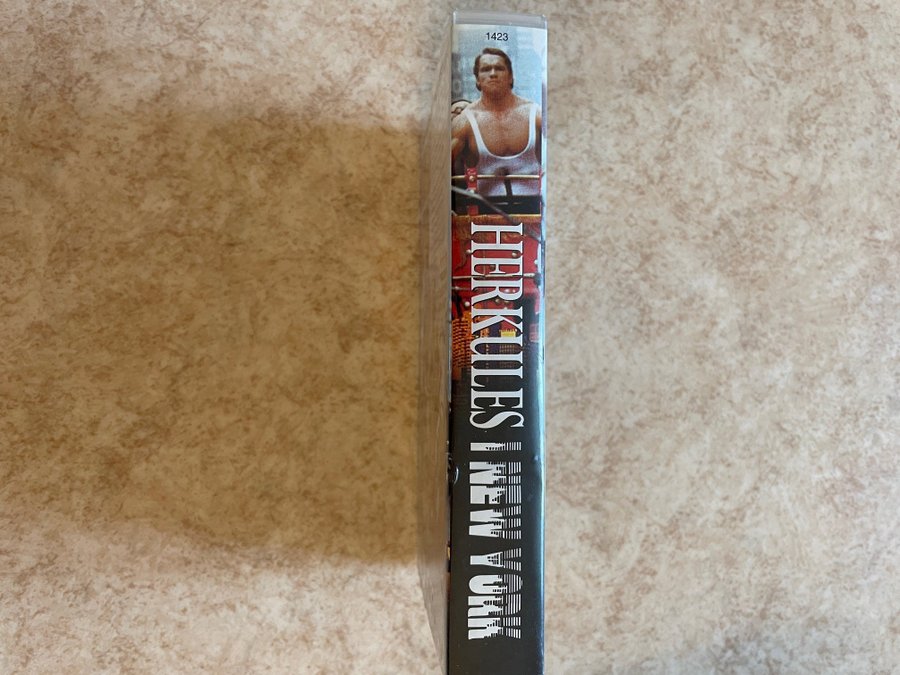 1423
HERKULES I NEW YORK